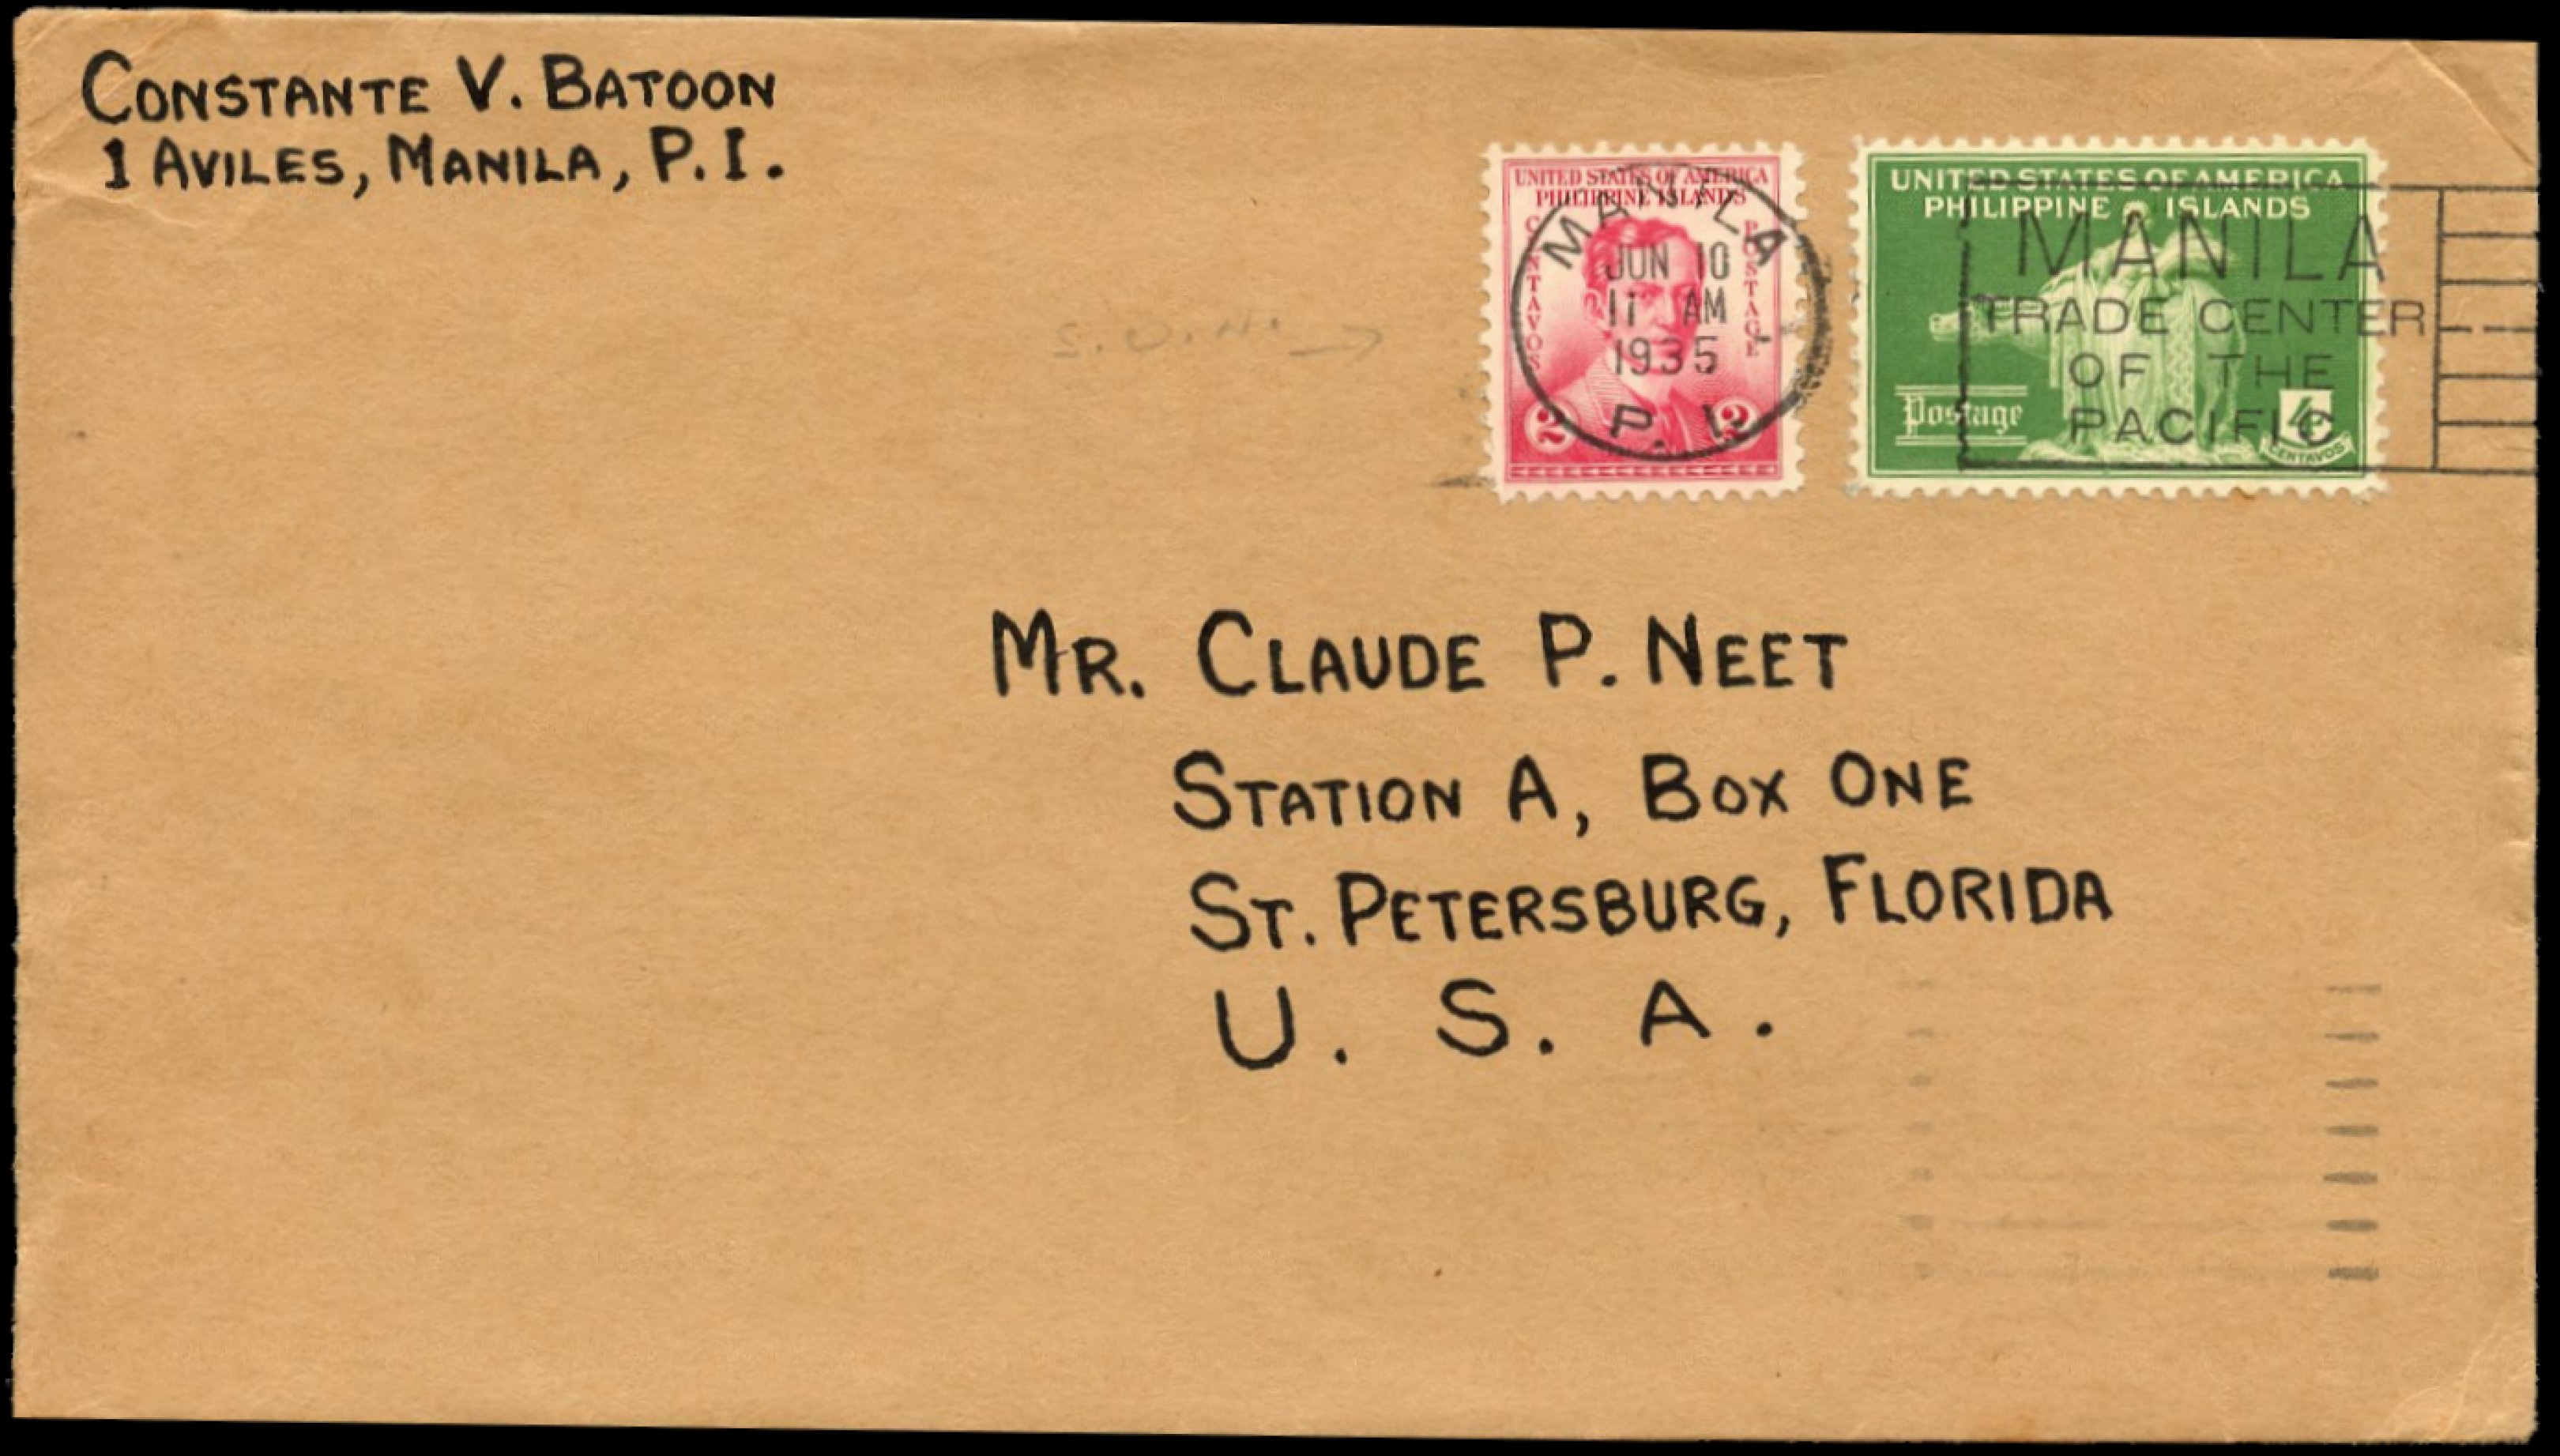 CONSTANTE V. BATOON
1 AVILES, MANILA, P.I.
UNITED STATES OF AMERICA
PHILIPPINE ISLANDS
CENTAVOS
POSTAGE
2 2
MANILA
JUN 10
11 AM
1935
P. I.
UNITED STATES OF AMERICA
PHILIPPINE ISLANDS
Postage
4
CENTAVOS
MANILA
TRADE CENTER
OF THE
PACIFIC
MR. CLAUDE P. NEET
STATION A, BOX ONE
ST. PETERSBURG, FLORIDA
U. S. A.